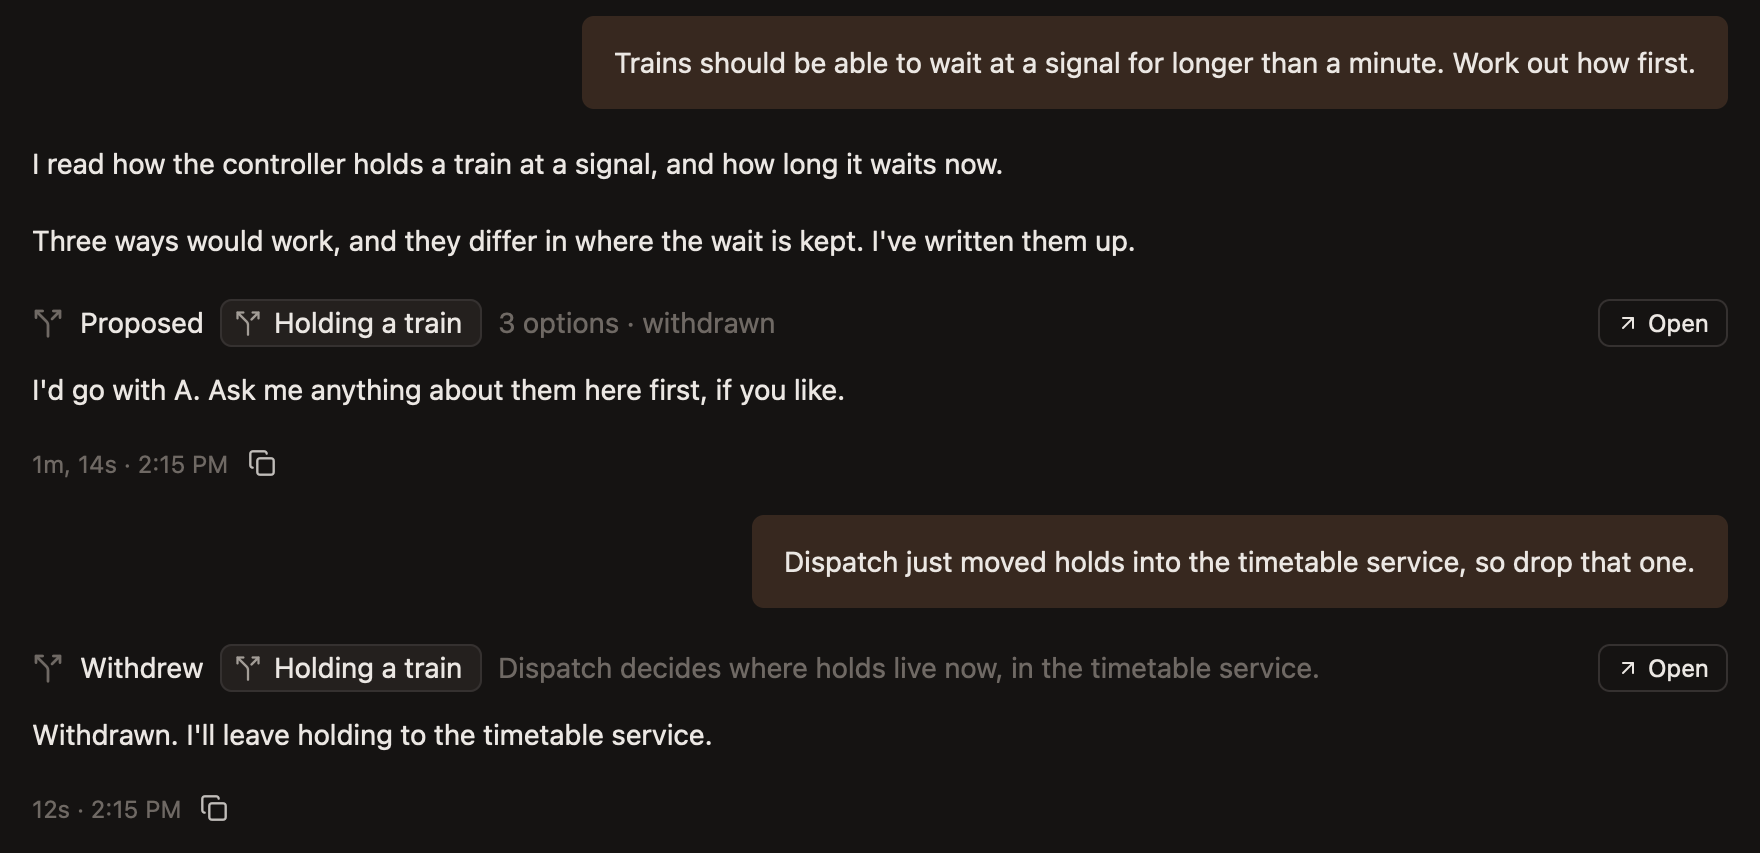 Trains should be able to wait at a signal for longer than a minute. Work out how first.
I read how the controller holds a train at a signal, and how long it waits now.
Three ways would work, and they differ in where the wait is kept. I've written them up.
Proposed Holding a train 3 options · withdrawn Open
I'd go with A. Ask me anything about them here first, if you like.
1m, 14s · 2:15 PM
Dispatch just moved holds into the timetable service, so drop that one.
Withdrew Holding a train Dispatch decides where holds live now, in the timetable service. Open
Withdrawn. I'll leave holding to the timetable service.
12s · 2:15 PM